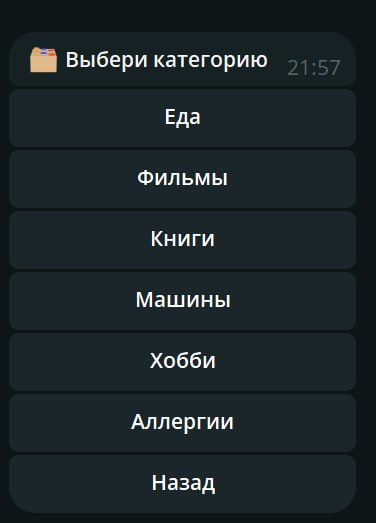 🗂️ Выбери категорию 21:57
Еда
Фильмы
Книги
Машины
Хобби
Аллергии
Назад